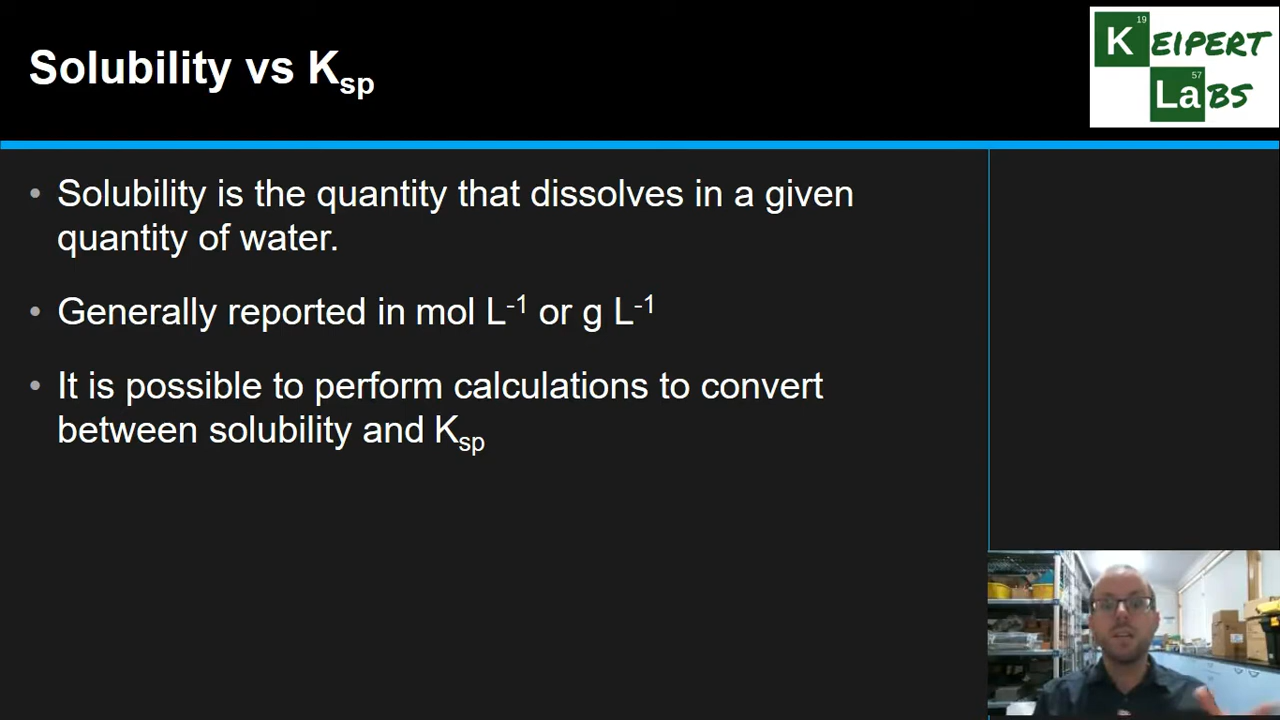 Solubility vs Ksp
19
K EIPERT
57
La BS
• Solubility is the quantity that dissolves in a given
quantity of water.
• Generally reported in mol L⁻¹ or g L⁻¹
• It is possible to perform calculations to convert
between solubility and Ksp